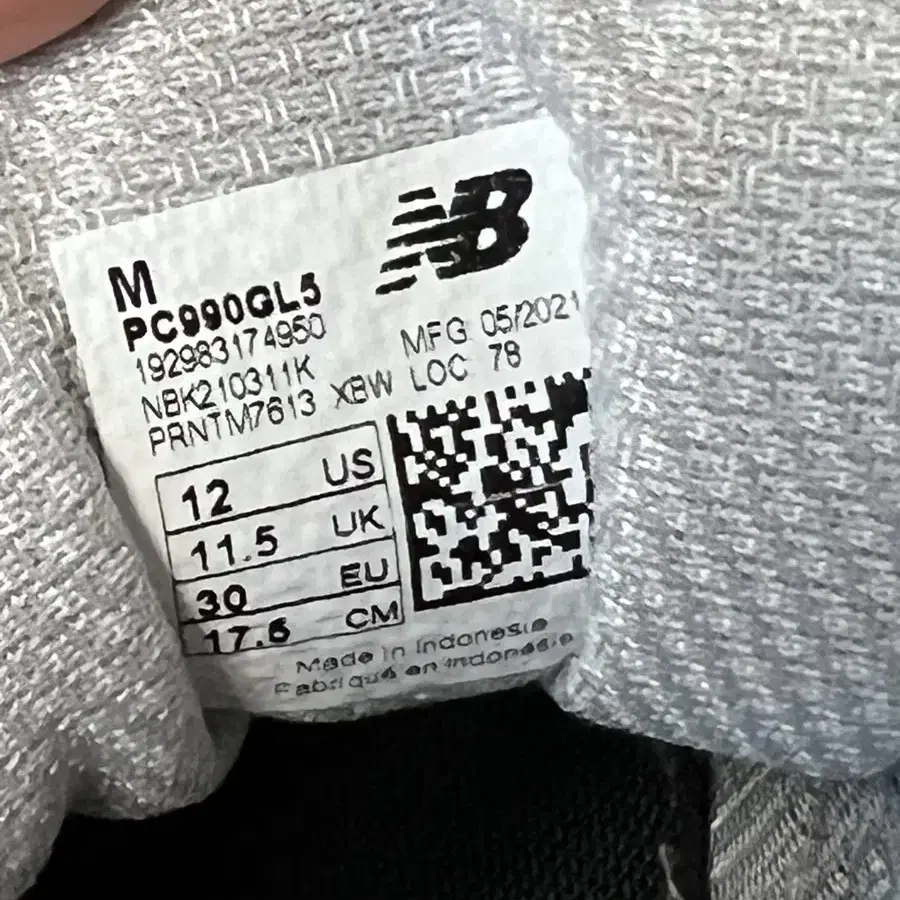 NB
M
PC990GL5
192983174950
NBK210311K MFG 05/2021
PRNTM7613 XBW LOC 78
12 US
11.5 UK
30 EU
17.5 CM
Made in Indonesia
Fabriqué en Indonésie